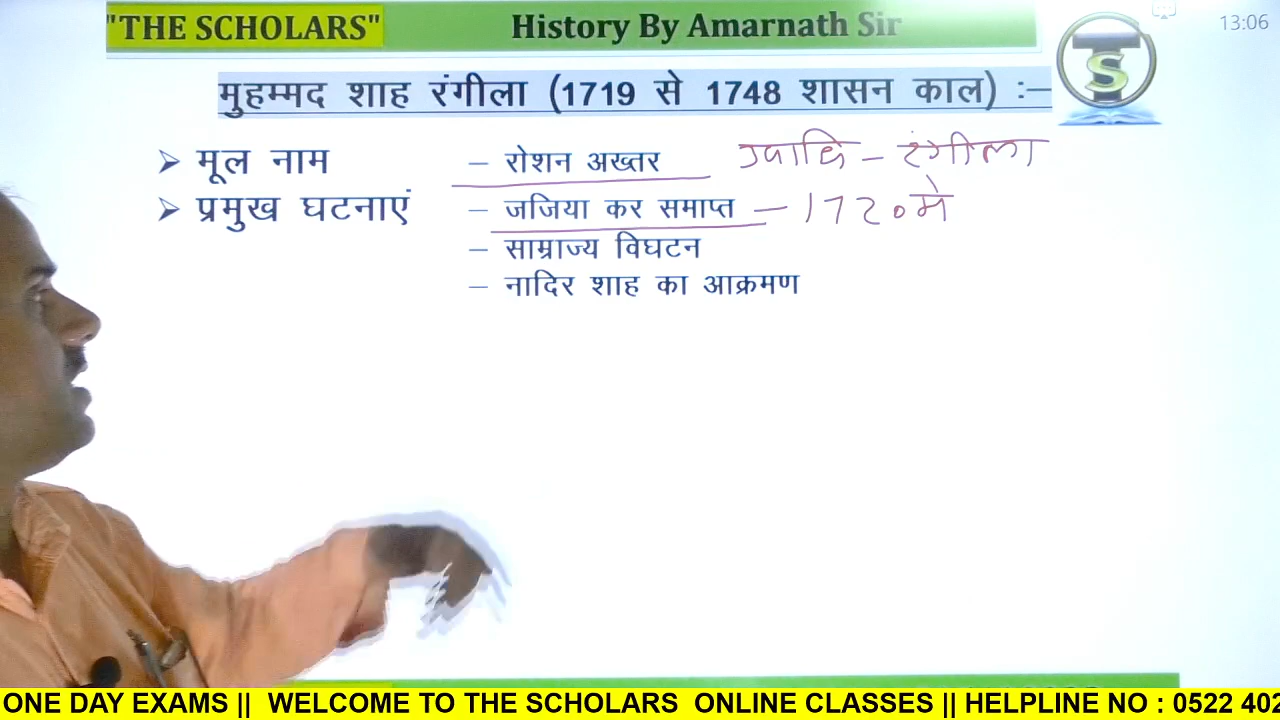 "THE SCHOLARS" History By Amarnath Sir
13:06
TS
मुहम्मद शाह रंगीला (1719 से 1748 शासन काल) :–
➢ मूल नाम – रोशन अख्तर उपाधि – रंगीला
➢ प्रमुख घटनाएं – जजिया कर समाप्त – 1720 में
– साम्राज्य विघटन
– नादिर शाह का आक्रमण
ONE DAY EXAMS || WELCOME TO THE SCHOLARS ONLINE CLASSES || HELPLINE NO : 0522 402